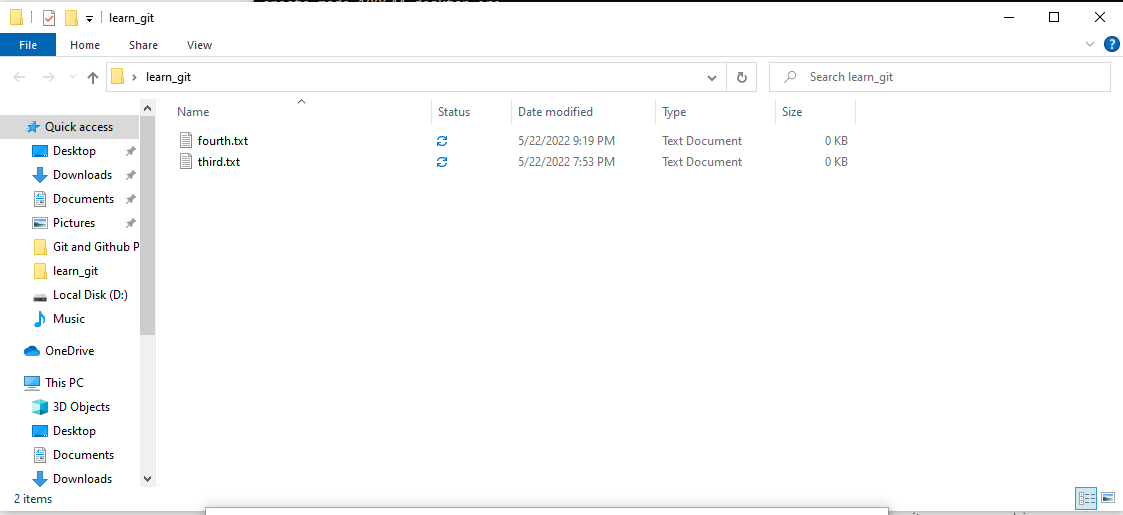 learn_git
File Home Share View
learn_git
Search learn_git
Name Status Date modified Type Size
Quick access
fourth.txt 5/22/2022 9:19 PM Text Document 0 KB
Desktop
third.txt 5/22/2022 7:53 PM Text Document 0 KB
Downloads
Documents
Pictures
Git and Github P
learn_git
Local Disk (D:)
Music
OneDrive
This PC
3D Objects
Desktop
Documents
Downloads
2 items